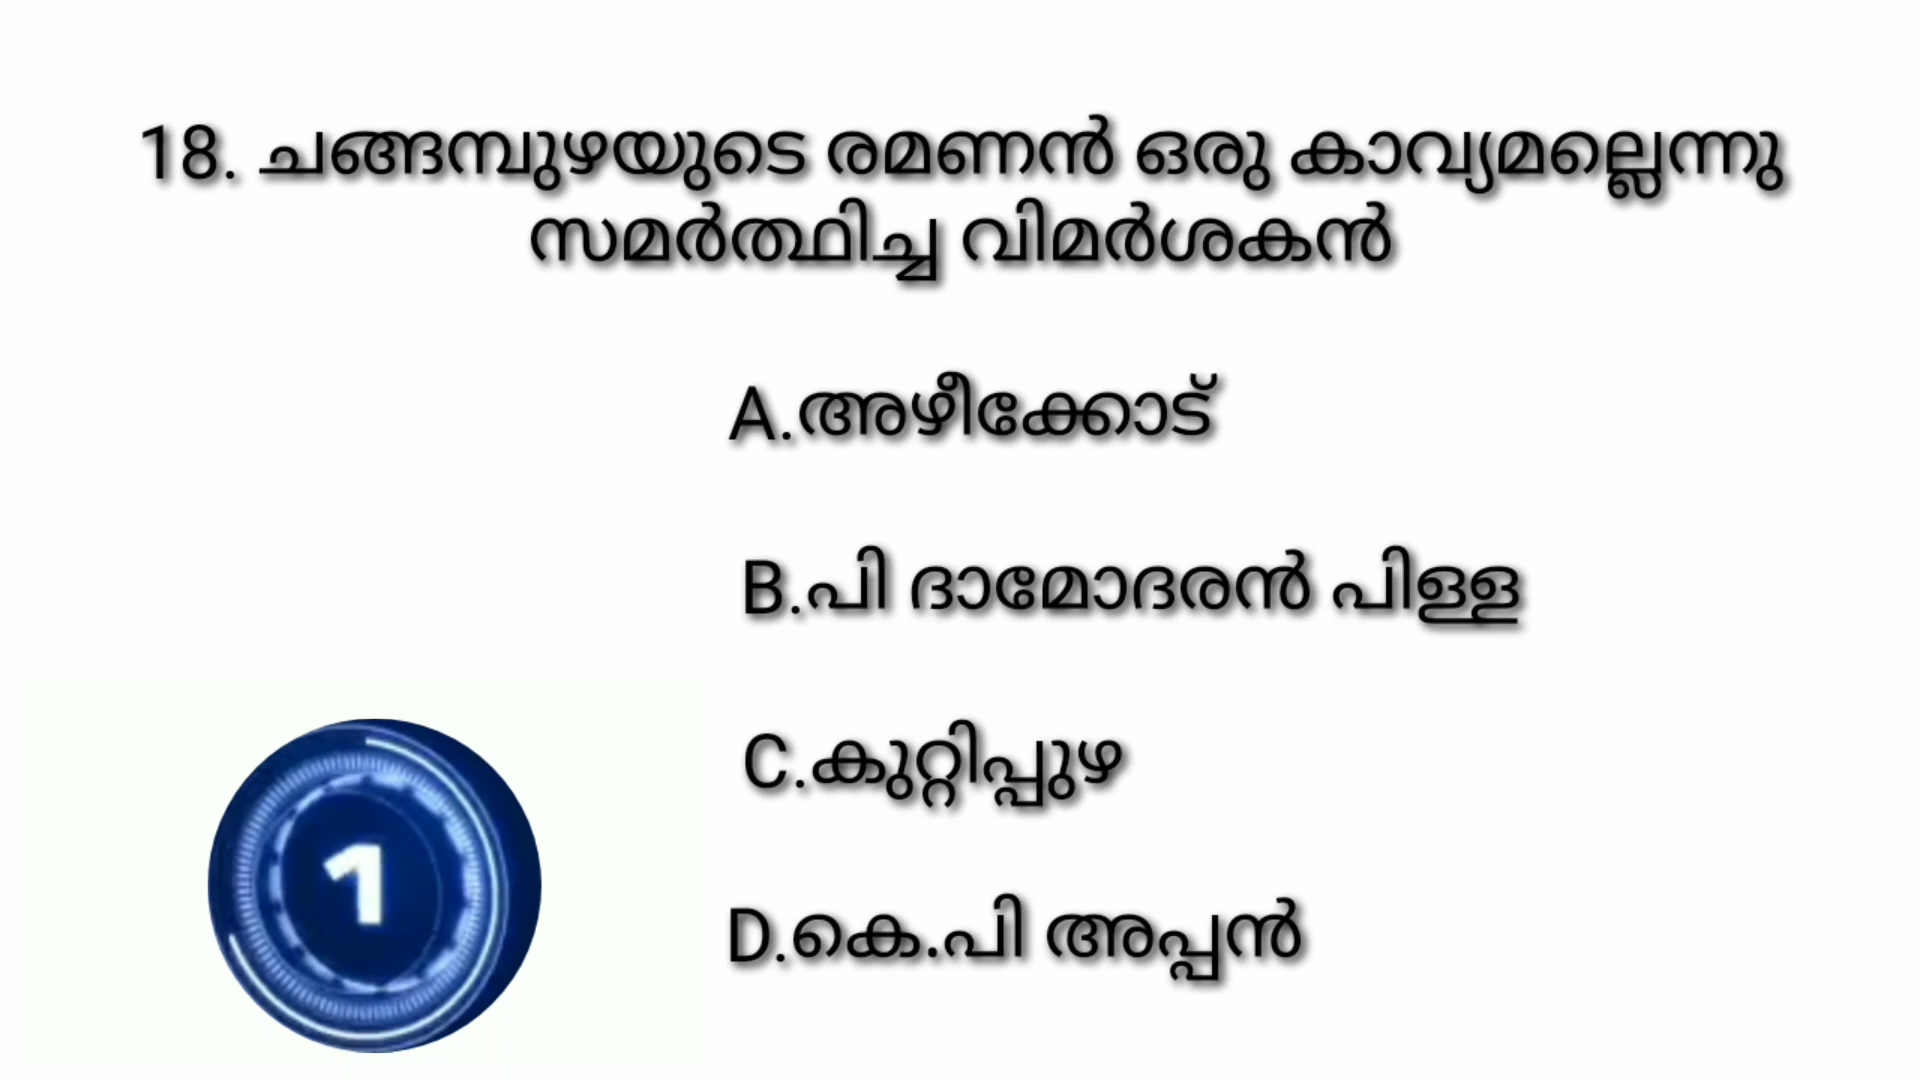 18. ചങ്ങമ്പുഴയുടെ രമണൻ ഒരു കാവ്യമല്ലെന്നു
സമർത്ഥിച്ച വിമർശകൻ
A.അഴീക്കോട്
B.പി ദാമോദരൻ പിള്ള
C.കുറ്റിപ്പുഴ
D.കെ.പി അപ്പൻ
1